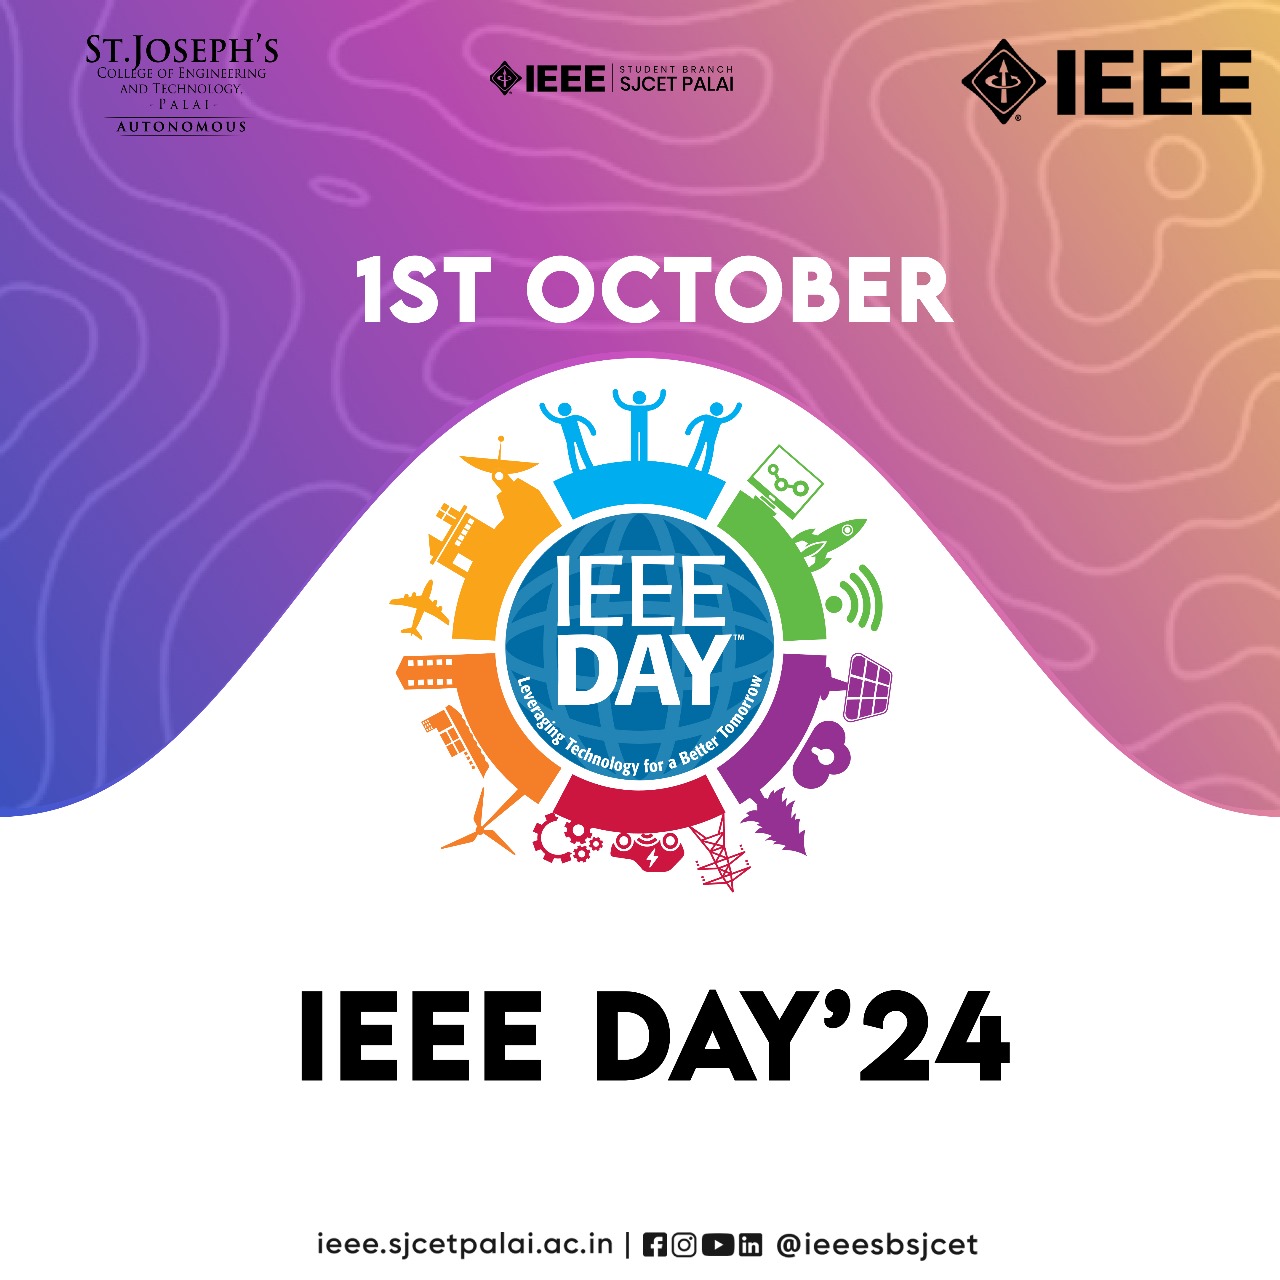 ST.JOSEPH'S
COLLEGE OF ENGINEERING
AND TECHNOLOGY,
- PALAI -
AUTONOMOUS
IEEE | STUDENT BRANCH
SJCET PALAI
IEEE
1ST OCTOBER
IEEE
DAY™
Leveraging Technology for a Better Tomorrow
IEEE DAY’24
ieee.sjcetpalai.ac.in | @ieeesbsjcet